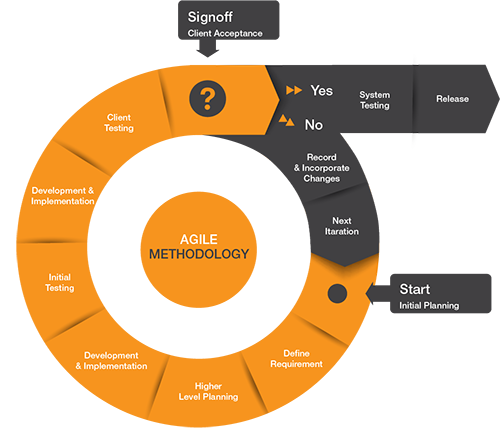 Signoff
Client Acceptance
?
Yes
No
System
Testing
Release
Record
& Incorporate
Changes
Next
Itaration
Start
Initial Planning
Define
Requirement
Higher
Level Planning
Development
& Implementation
Initial
Testing
Development &
Implementation
Client
Testing
AGILE
METHODOLOGY